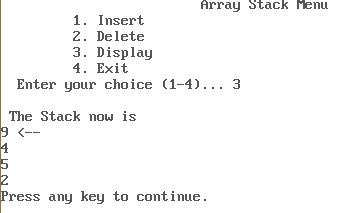 Array Stack Menu
1. Insert
2. Delete
3. Display
4. Exit
Enter your choice (1-4)... 3
The Stack now is
9 <--
4
5
2
Press any key to continue.